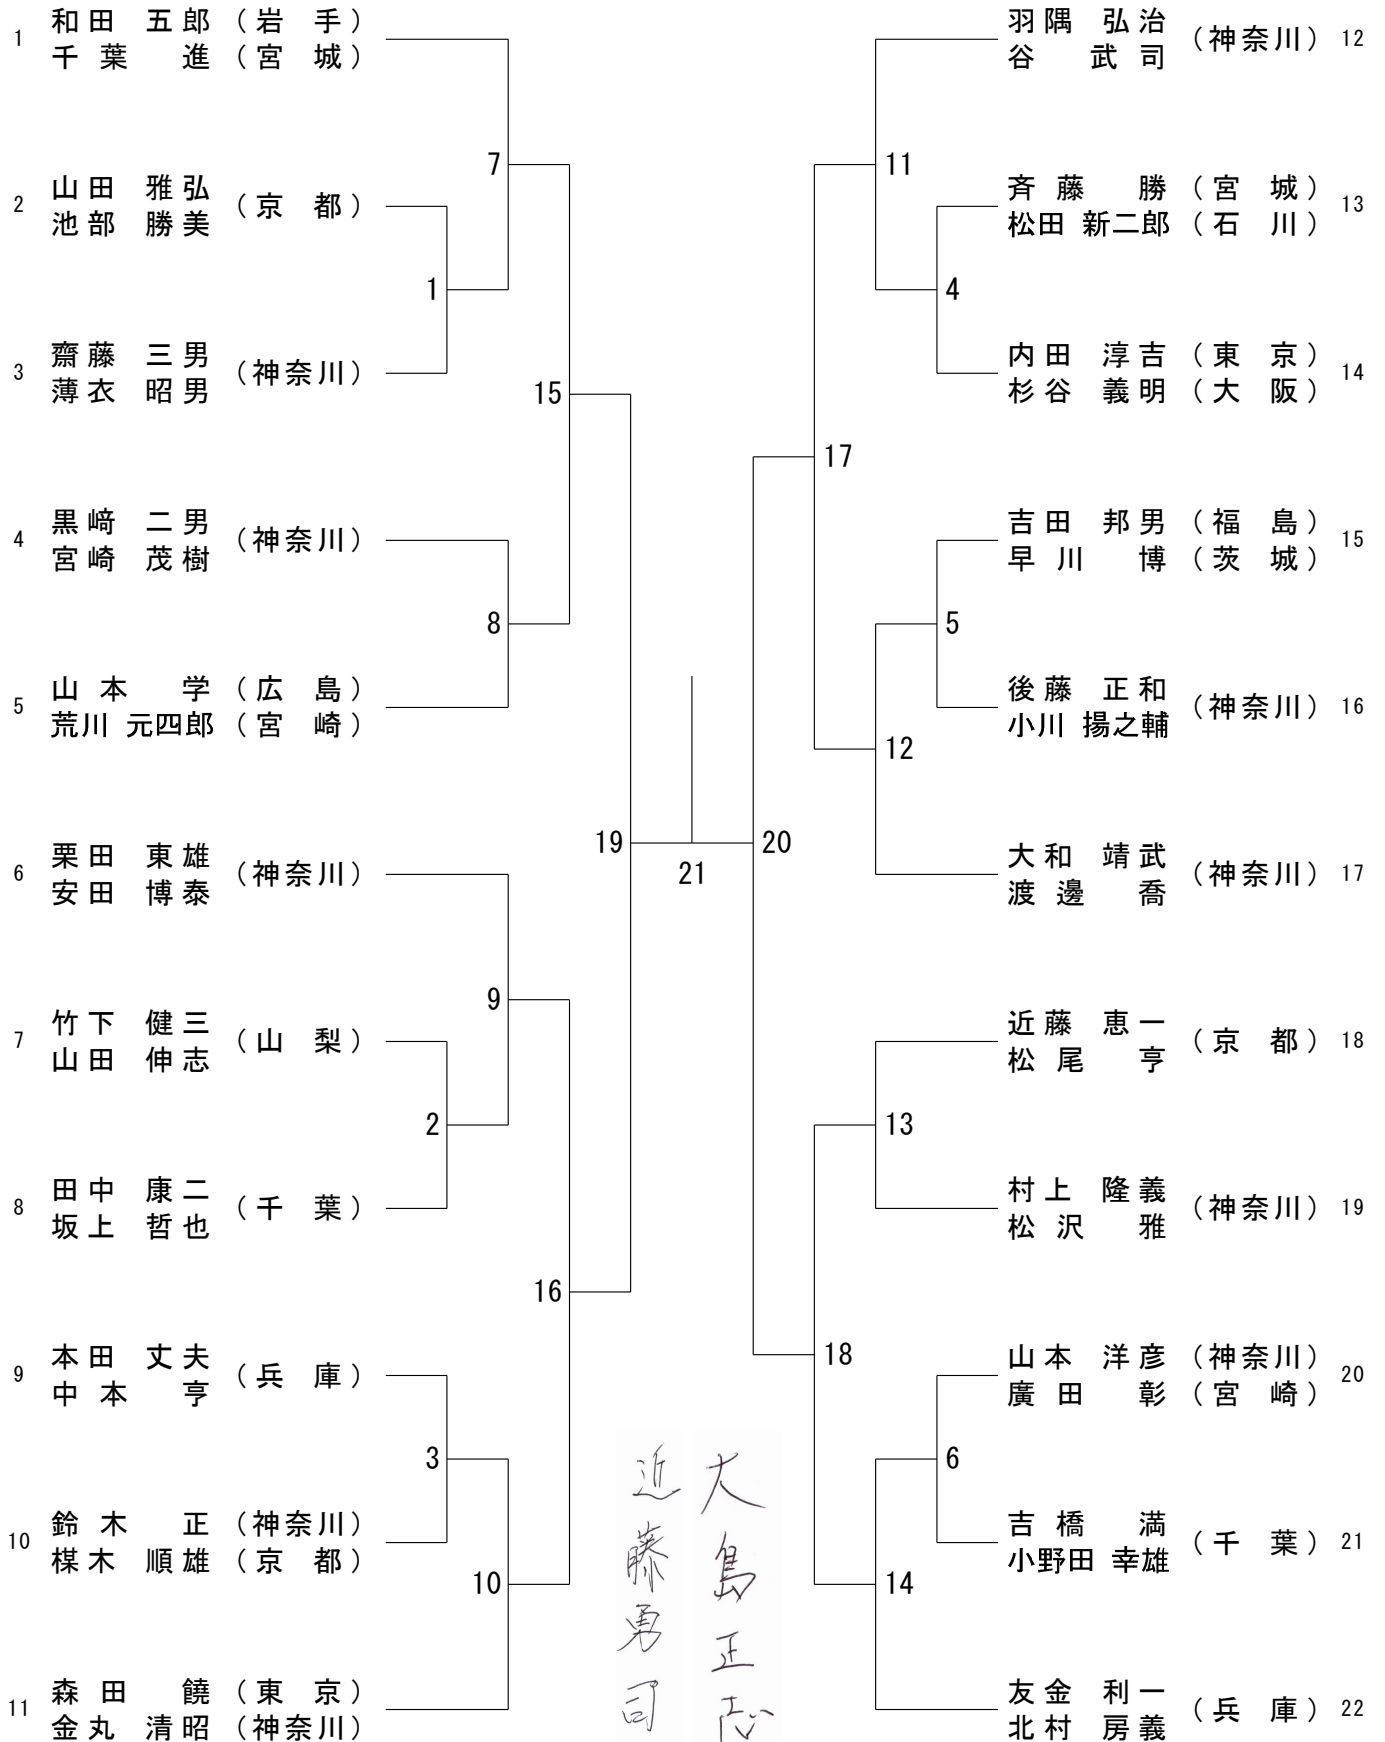 1 和田 五郎 (岩手)
千葉 進 (宮城)
2 山田 雅弘 (京都)
池部 勝美
3 齋藤 三男 (神奈川)
薄衣 昭男
4 黒﨑 二男 (神奈川)
宮崎 茂樹
5 山本 学 (広島)
荒川 元四郎 (宮崎)
6 栗田 東雄 (神奈川)
安田 博泰
7 竹下 健三 (山梨)
山田 伸志
8 田中 康二 (千葉)
坂上 哲也
9 本田 丈夫 (兵庫)
中本 亨
10 鈴木 正 (神奈川)
楳木 順雄 (京都)
11 森田 饒 (東京)
金丸 清昭 (神奈川)
7
1
15
8
19
9
2
16
3
10
21
20
11
4
17
5
12
13
18
6
14
羽隅 弘治 (神奈川) 12
谷 武司
斉藤 勝 (宮城) 13
松田 新二郎 (石川)
内田 淳吉 (東京) 14
杉谷 義明 (大阪)
吉田 邦男 (福島) 15
早川 博 (茨城)
後藤 正和 (神奈川) 16
小川 揚之輔
大和 靖武 (神奈川) 17
渡邊 喬
近藤 恵一 (京都) 18
松尾 亨
村上 隆義 (神奈川) 19
松沢 雅
山本 洋彦 (神奈川) 20
廣田 彰 (宮崎)
吉橋 満 (千葉) 21
小野田 幸雄
友金 利一 (兵庫) 22
北村 房義
大島正志
近藤勇司